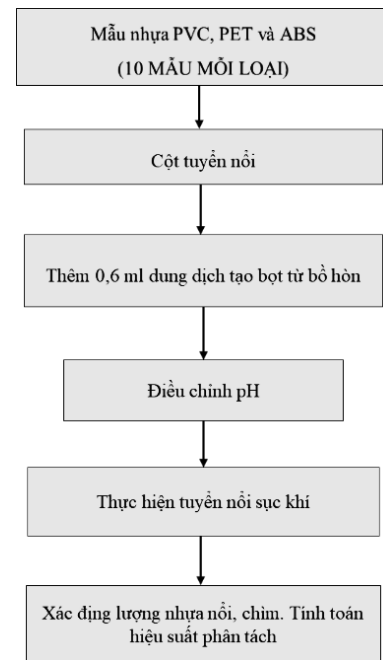 Mẫu nhựa PVC, PET và ABS
(10 MẪU MỖI LOẠI)
Cột tuyển nổi
Thêm 0,6 ml dung dịch tạo bọt từ bồ hòn
Điều chỉnh pH
Thực hiện tuyển nổi sục khí
Xác địng lượng nhựa nổi, chìm. Tính toán
hiệu suất phân tách